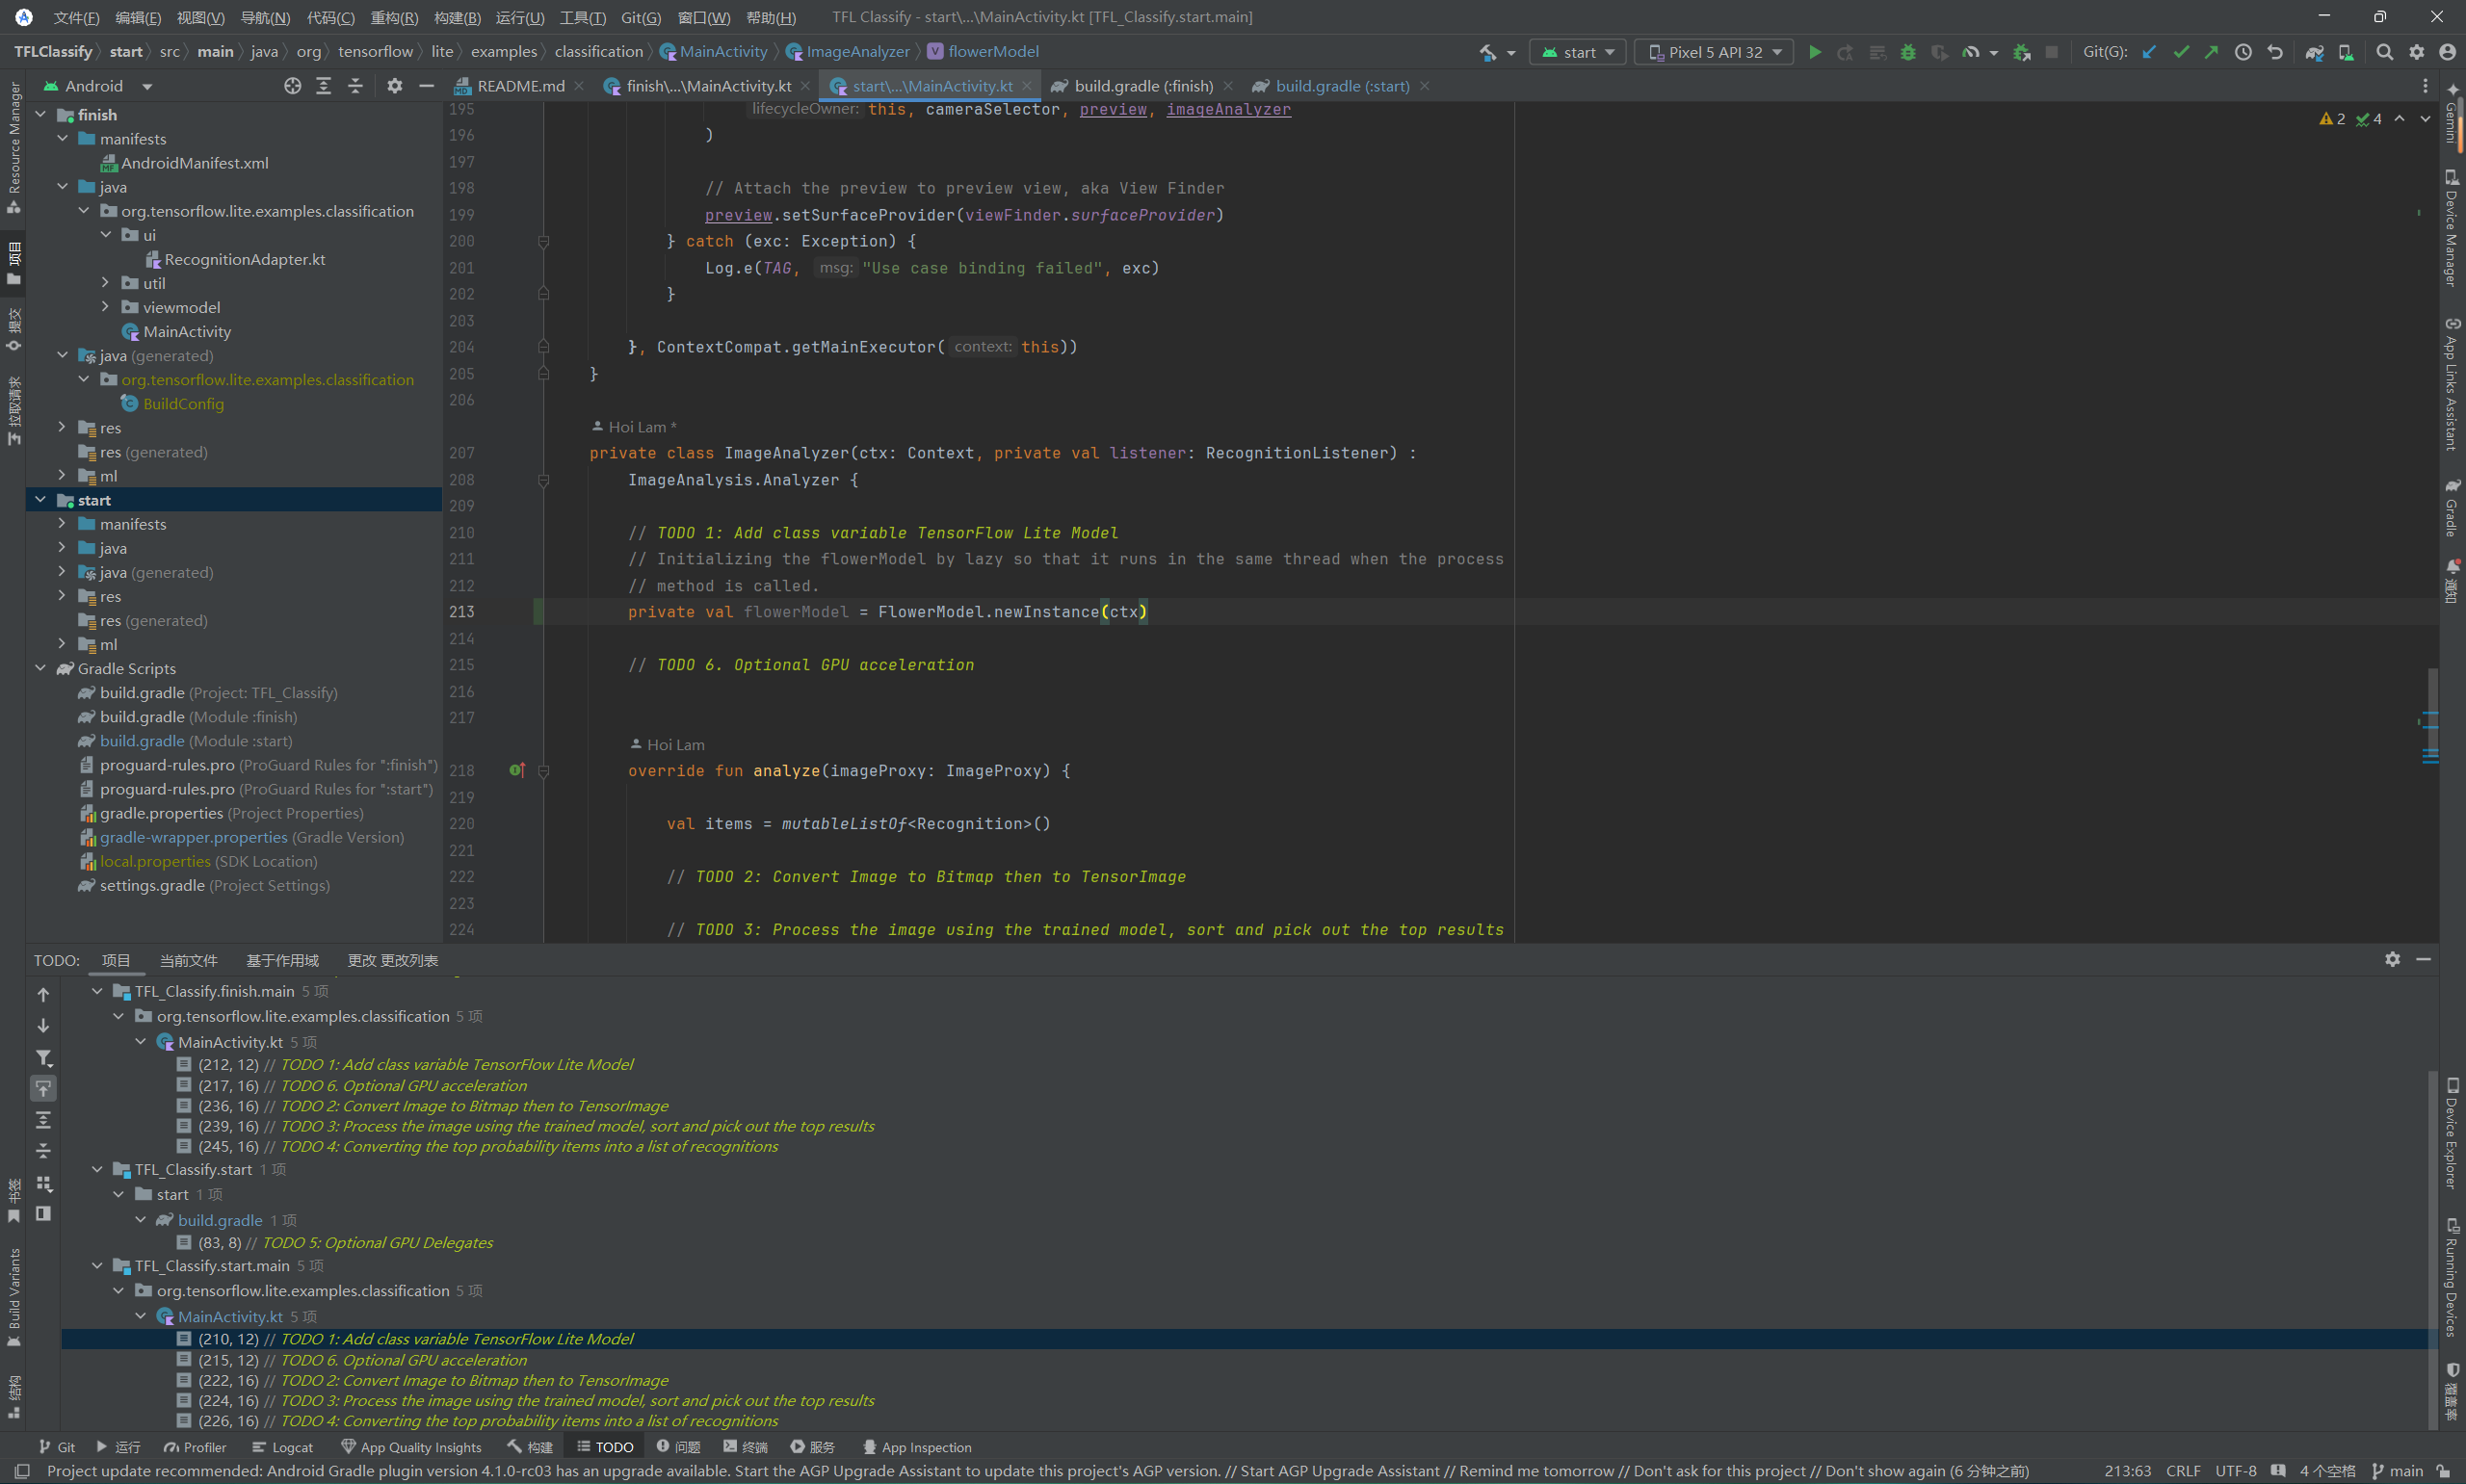 文件(F) 编辑(E) 视图(V) 导航(N) 代码(C) 重构(R) 构建(B) 运行(U) 工具(T) Git(G) 窗口(W) 帮助(H) TFL Classify - start\...\MainActivity.kt [TFL_Classify.start.main]
TFLClassify start src main java org tensorflow lite examples classification MainActivity ImageAnalyzer flowerModel start Pixel 5 API 32 Git(G):
Android
README.md finish\...\MainActivity.kt start\...\MainActivity.kt build.gradle (:finish) build.gradle (:start)
Resource Manager
项目
提交
拉取请求
书签
Build Variants
结构
finish
manifests
AndroidManifest.xml
java
org.tensorflow.lite.examples.classification
ui
RecognitionAdapter.kt
util
viewmodel
MainActivity
java (generated)
org.tensorflow.lite.examples.classification
BuildConfig
res
res (generated)
ml
start
manifests
java
java (generated)
res
res (generated)
ml
Gradle Scripts
build.gradle (Project: TFL_Classify)
build.gradle (Module :finish)
build.gradle (Module :start)
proguard-rules.pro (ProGuard Rules for ":finish")
proguard-rules.pro (ProGuard Rules for ":start")
gradle.properties (Project Properties)
gradle-wrapper.properties (Gradle Version)
local.properties (SDK Location)
settings.gradle (Project Settings)
2 4
195 lifecycleOwner: this, cameraSelector, preview, imageAnalyzer
196 )
197
198 // Attach the preview to preview view, aka View Finder
199 preview.setSurfaceProvider(viewFinder.surfaceProvider)
200 } catch (exc: Exception) {
201 Log.e(TAG, msg: "Use case binding failed", exc)
202 }
203
204 }, ContextCompat.getMainExecutor( context: this))
205 }
206
Hoi Lam *
207 private class ImageAnalyzer(ctx: Context, private val listener: RecognitionListener) :
208 ImageAnalysis.Analyzer {
209
210 // TODO 1: Add class variable TensorFlow Lite Model
211 // Initializing the flowerModel by lazy so that it runs in the same thread when the process
212 // method is called.
213 private val flowerModel = FlowerModel.newInstance(ctx)
214
215 // TODO 6. Optional GPU acceleration
216
217
Hoi Lam
218 override fun analyze(imageProxy: ImageProxy) {
219
220 val items = mutableListOf<Recognition>()
221
222 // TODO 2: Convert Image to Bitmap then to TensorImage
223
224 // TODO 3: Process the image using the trained model, sort and pick out the top results
Gemini
Device Manager
App Links Assistant
Gradle
通知
Device Explorer
Running Devices
覆盖率
TODO: 项目 当前文件 基于作用域 更改 更改列表
TFL_Classify.finish.main 5 项
org.tensorflow.lite.examples.classification 5 项
MainActivity.kt 5 项
(212, 12) // TODO 1: Add class variable TensorFlow Lite Model
(217, 16) // TODO 6. Optional GPU acceleration
(236, 16) // TODO 2: Convert Image to Bitmap then to TensorImage
(239, 16) // TODO 3: Process the image using the trained model, sort and pick out the top results
(245, 16) // TODO 4: Converting the top probability items into a list of recognitions
TFL_Classify.start 1 项
start 1 项
build.gradle 1 项
(83, 8) // TODO 5: Optional GPU Delegates
TFL_Classify.start.main 5 项
org.tensorflow.lite.examples.classification 5 项
MainActivity.kt 5 项
(210, 12) // TODO 1: Add class variable TensorFlow Lite Model
(215, 12) // TODO 6. Optional GPU acceleration
(222, 16) // TODO 2: Convert Image to Bitmap then to TensorImage
(224, 16) // TODO 3: Process the image using the trained model, sort and pick out the top results
(226, 16) // TODO 4: Converting the top probability items into a list of recognitions
Git 运行 Profiler Logcat App Quality Insights 构建 TODO 问题 终端 服务 App Inspection
Project update recommended: Android Gradle plugin version 4.1.0-rc03 has an upgrade available. Start the AGP Upgrade Assistant to update this project's AGP version. // Start AGP Upgrade Assistant // Remind me tomorrow // Don't ask for this project // Don't show again (6 分钟之前) 213:63 CRLF UTF-8 4 个空格 main